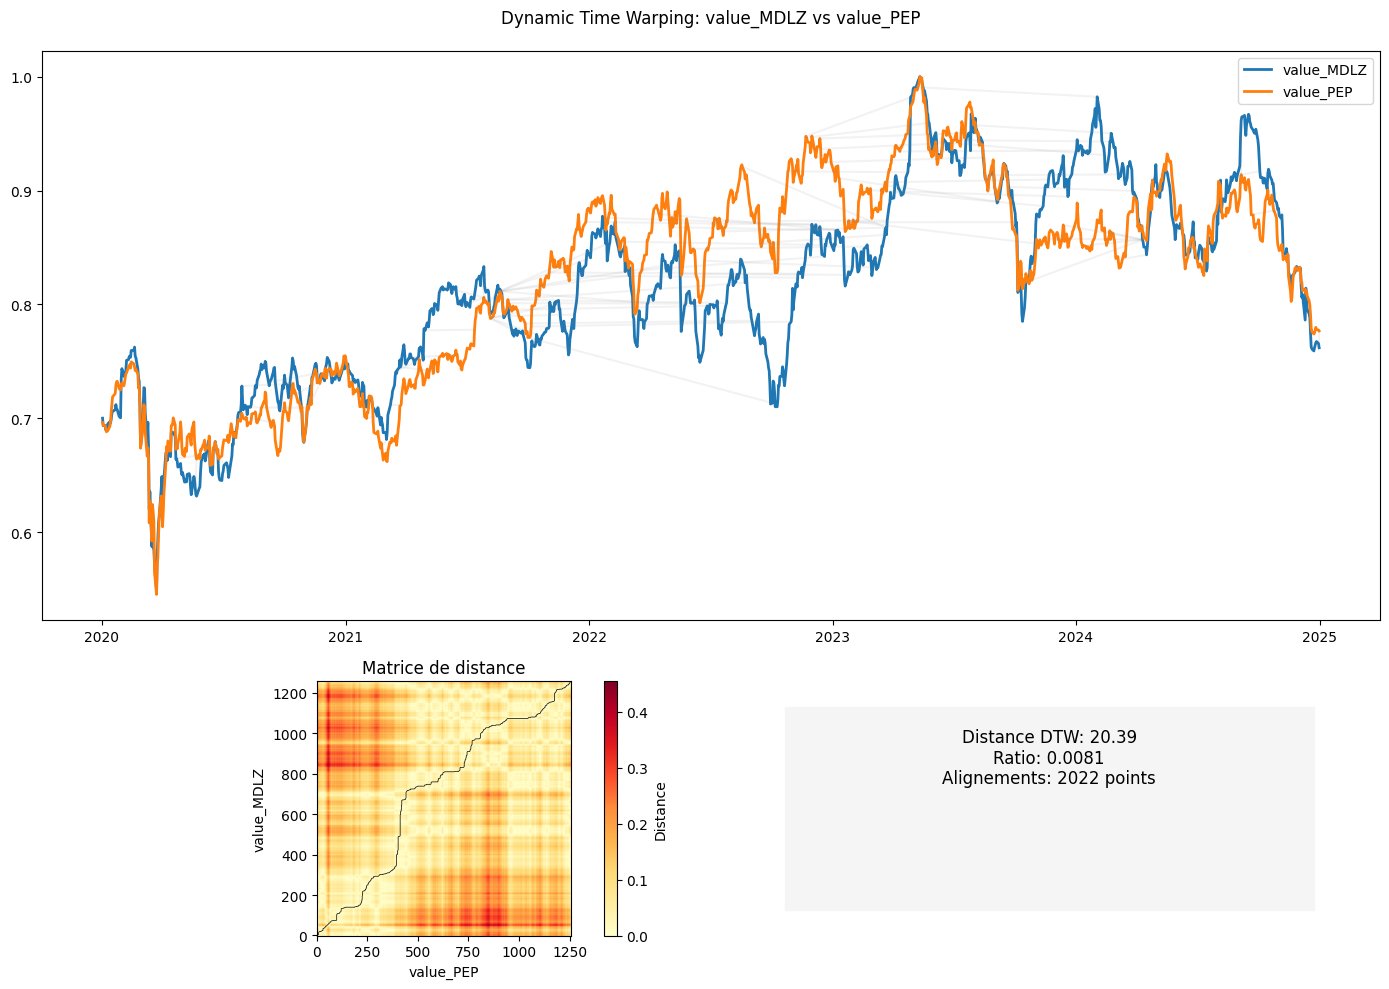 Dynamic Time Warping: value_MDLZ vs value_PEP
value_MDLZ
value_PEP
1.0
0.9
0.8
0.7
0.6
2020 2021 2022 2023 2024 2025
Matrice de distance
value_MDLZ
1200
1000
800
600
400
200
0
0 250 500 750 1000 1250
value_PEP
0.4
0.3
0.2
0.1
0.0
Distance
Distance DTW: 20.39
Ratio: 0.0081
Alignements: 2022 points